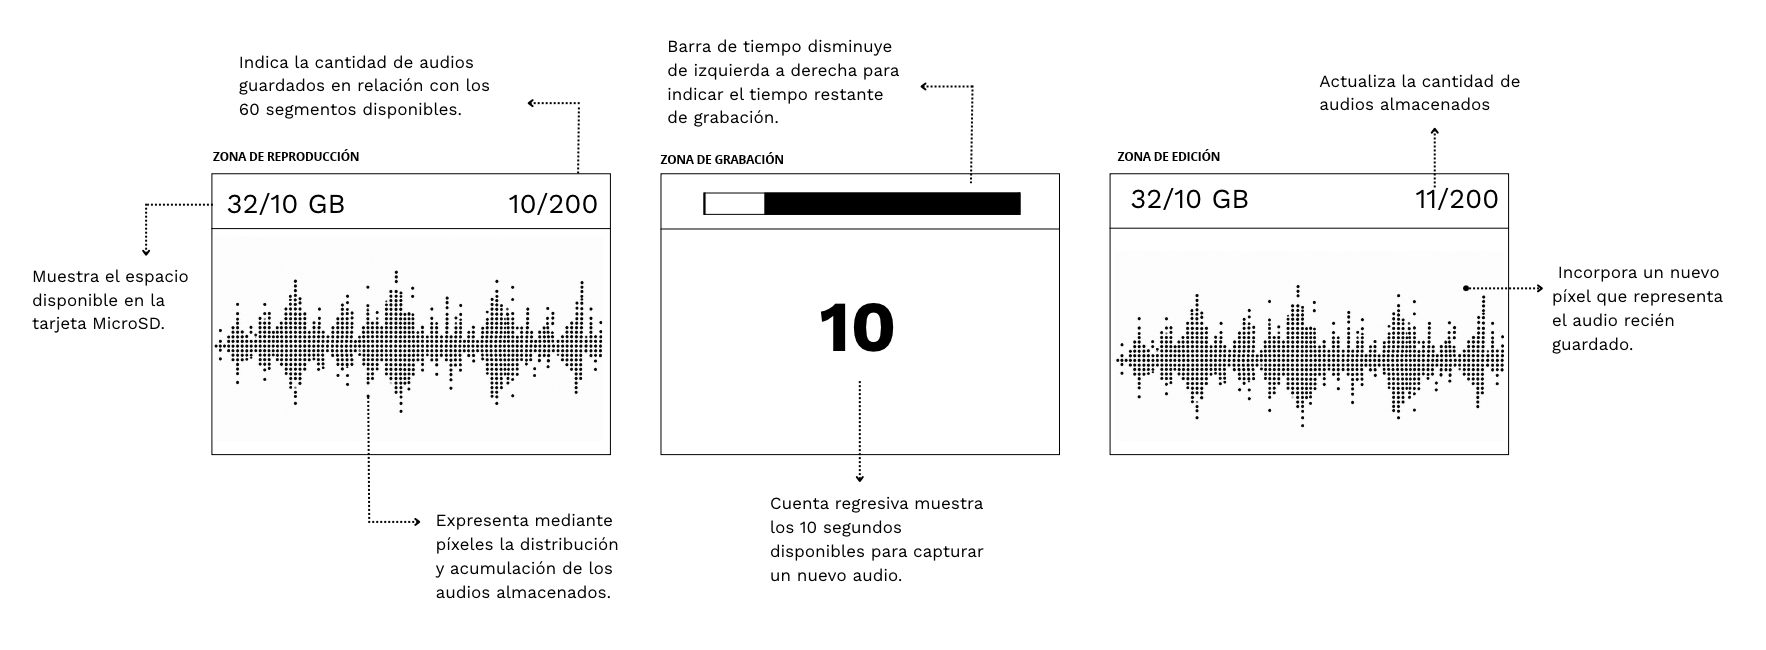 Indica la cantidad de audios
guardados en relación con los
60 segmentos disponibles.
Barra de tiempo disminuye
de izquierda a derecha para
indicar el tiempo restante
de grabación.
Actualiza la cantidad de
audios almacenados
ZONA DE REPRODUCCIÓN
32/10 GB
10/200
Muestra el espacio
disponible en la
tarjeta MicroSD.
Expresenta mediante
píxeles la distribución
y acumulación de los
audios almacenados.
ZONA DE GRABACIÓN
10
Cuenta regresiva muestra
los 10 segundos
disponibles para capturar
un nuevo audio.
ZONA DE EDICIÓN
32/10 GB
11/200
Incorpora un nuevo
píxel que representa
el audio recién
guardado.